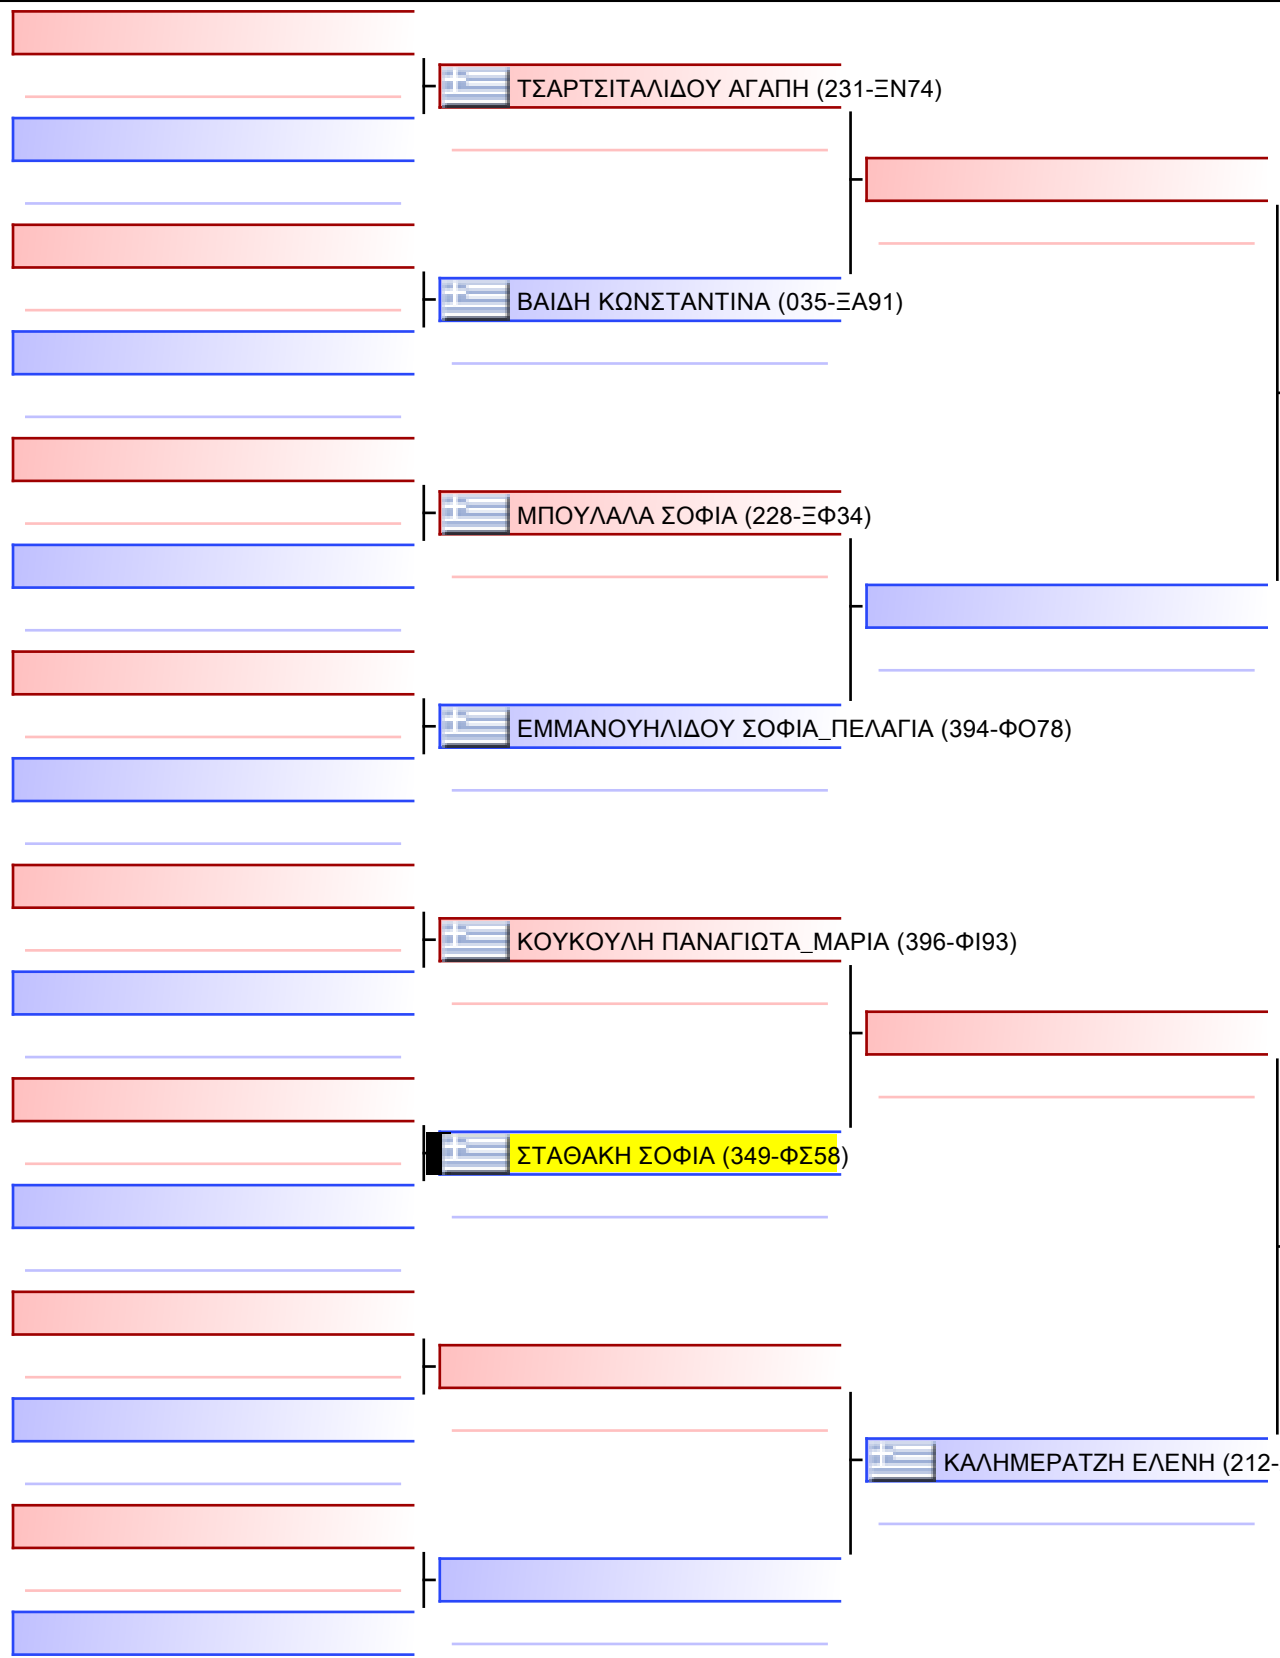 ΤΣΑΡΤΣΙΤΑΛΙΔΟΥ ΑΓΑΠΗ (231-ΞΝ74)
ΒΑΙΔΗ ΚΩΝΣΤΑΝΤΙΝΑ (035-ΞΑ91)
ΜΠΟΥΛΑΛΑ ΣΟΦΙΑ (228-ΞΦ34)
ΕΜΜΑΝΟΥΗΛΙΔΟΥ ΣΟΦΙΑ_ΠΕΛΑΓΙΑ (394-ΦΟ78)
ΚΟΥΚΟΥΛΗ ΠΑΝΑΓΙΩΤΑ_ΜΑΡΙΑ (396-ΦΙ93)
ΣΤΑΘΑΚΗ ΣΟΦΙΑ (349-ΦΣ58)
ΚΑΛΗΜΕΡΑΤΖΗ ΕΛΕΝΗ (212-